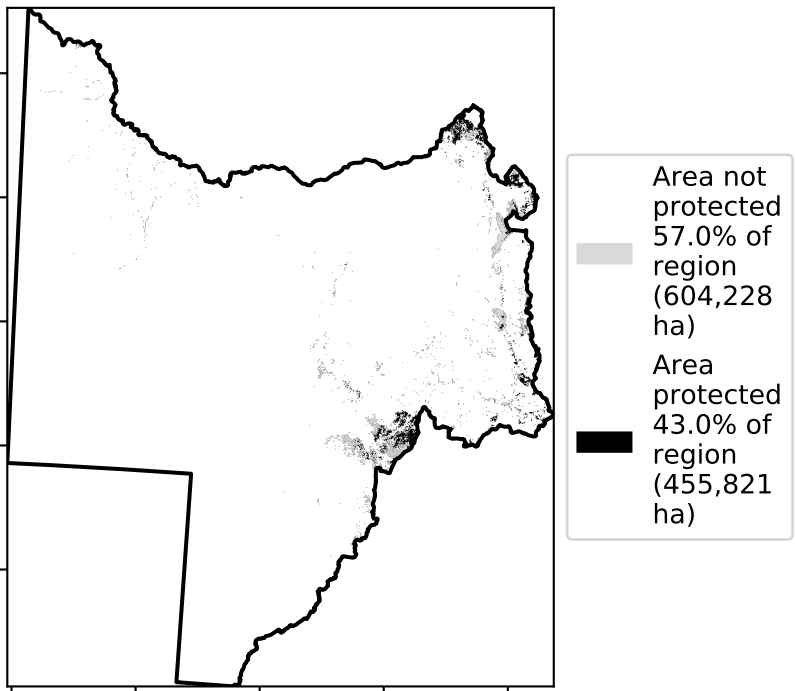 Area not
protected
57.0% of
region
(604,228
ha)
Area
protected
43.0% of
region
(455,821
ha)